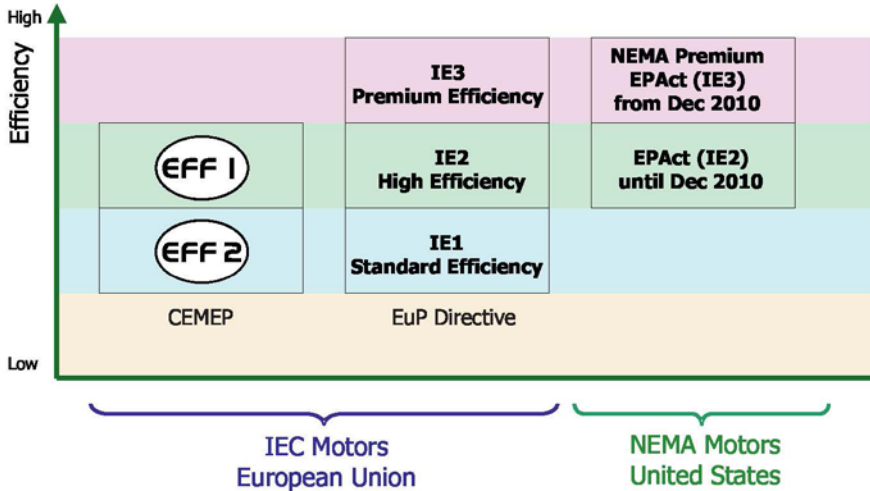 High
Efficiency
Low
IE3
Premium Efficiency
NEMA Premium
EPAct (IE3)
from Dec 2010
EFF 1
IE2
High Efficiency
EPAct (IE2)
until Dec 2010
EFF 2
IE1
Standard Efficiency
CEMEP
EuP Directive
IEC Motors
European Union
NEMA Motors
United States